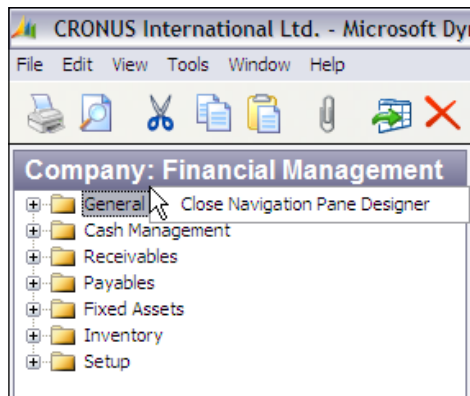 CRONUS International Ltd. - Microsoft Dy
File Edit View Tools Window Help
Company: Financial Management
General Close Navigation Pane Designer
Cash Management
Receivables
Payables
Fixed Assets
Inventory
Setup